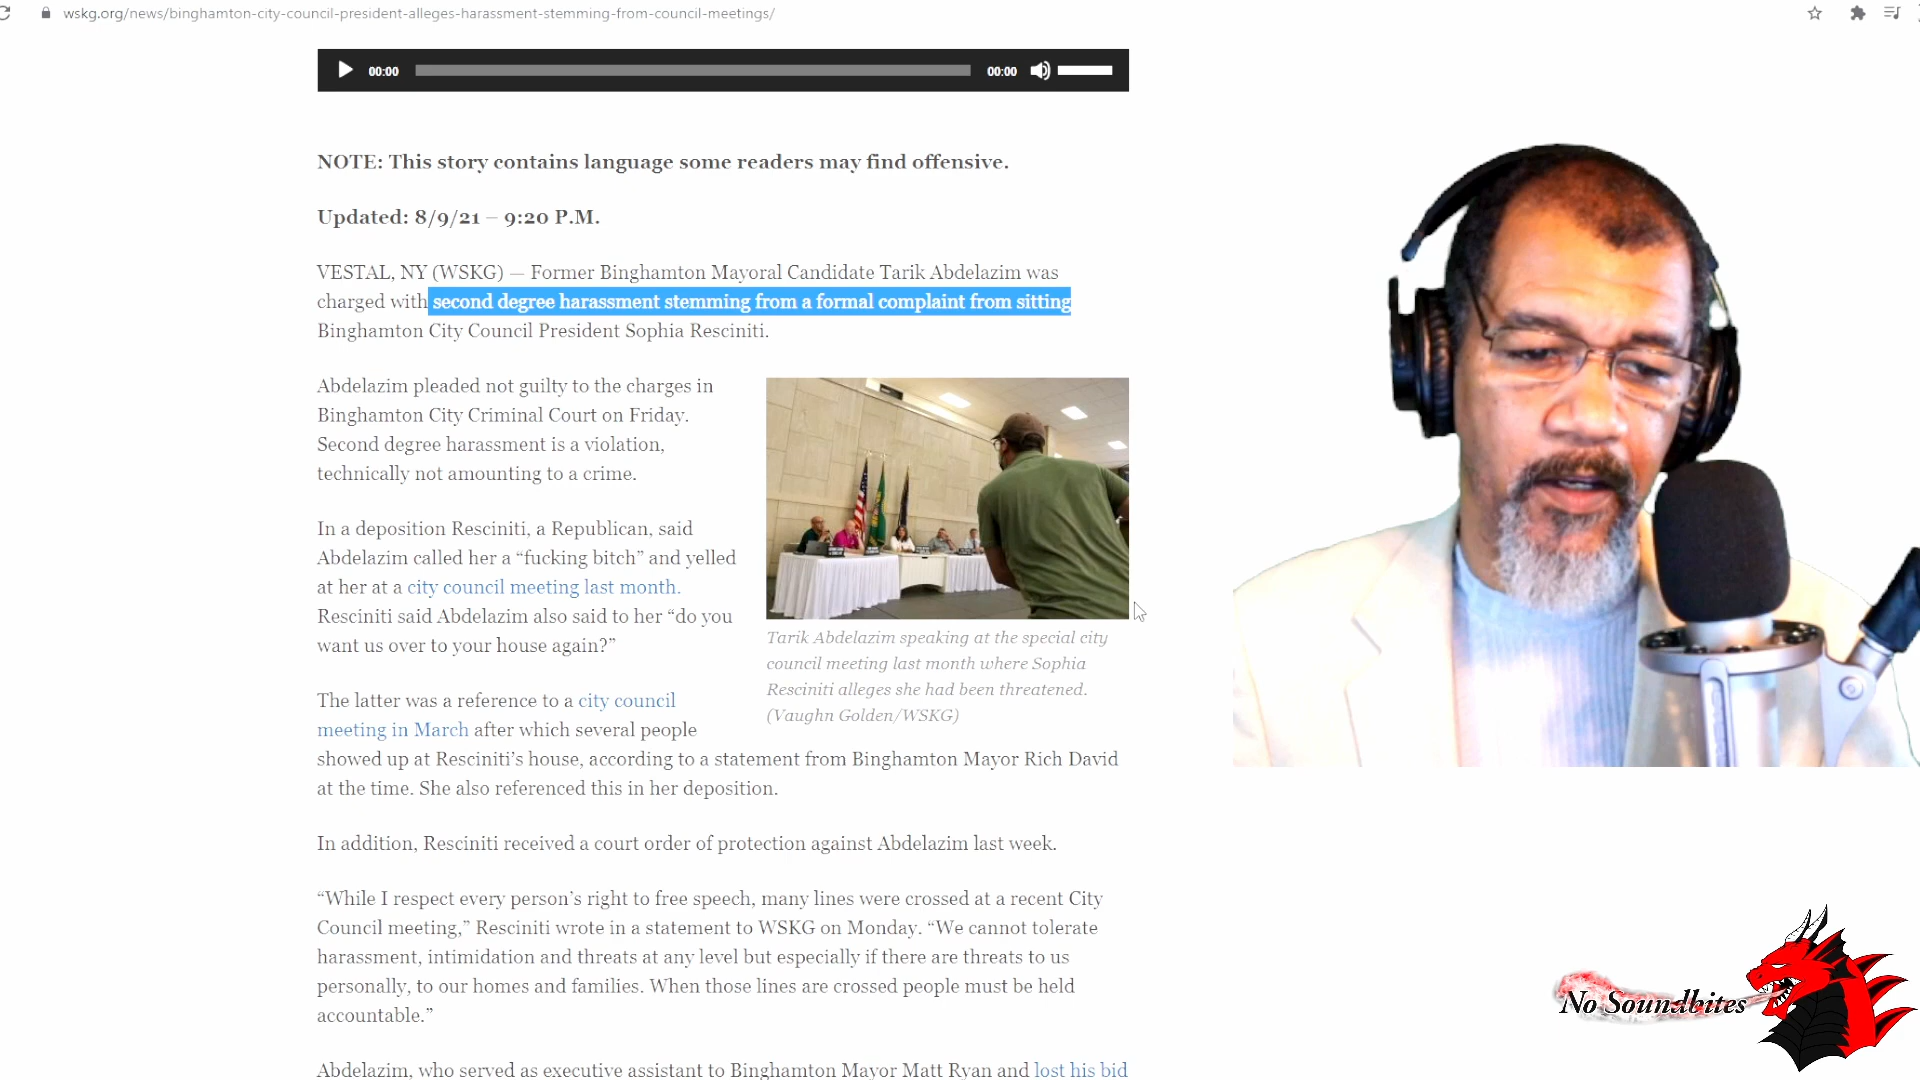 wskg.org/news/binghamton-city-council-president-alleges-harassment-stemming-from-council-meetings/
00:00
00:00
NOTE: This story contains language some readers may find offensive.
Updated: 8/9/21 – 9:20 P.M.
VESTAL, NY (WSKG) — Former Binghamton Mayoral Candidate Tarik Abdelazim was
charged with second degree harassment stemming from a formal complaint from sitting
Binghamton City Council President Sophia Resciniti.
Abdelazim pleaded not guilty to the charges in
Binghamton City Criminal Court on Friday.
Second degree harassment is a violation,
technically not amounting to a crime.
In a deposition Resciniti, a Republican, said
Abdelazim called her a “fucking bitch” and yelled
at her at a city council meeting last month.
Resciniti said Abdelazim also said to her “do you
want us over to your house again?”
Tarik Abdelazim speaking at the special city
council meeting last month where Sophia
Resciniti alleges she had been threatened.
(Vaughn Golden/WSKG)
The latter was a reference to a city council
meeting in March after which several people
showed up at Resciniti’s house, according to a statement from Binghamton Mayor Rich David
at the time. She also referenced this in her deposition.
In addition, Resciniti received a court order of protection against Abdelazim last week.
“While I respect every person’s right to free speech, many lines were crossed at a recent City
Council meeting,” Resciniti wrote in a statement to WSKG on Monday. “We cannot tolerate
harassment, intimidation and threats at any level but especially if there are threats to us
personally, to our homes and families. When those lines are crossed people must be held
accountable.”
Abdelazim, who served as executive assistant to Binghamton Mayor Matt Ryan and lost his bid
No Soundbites